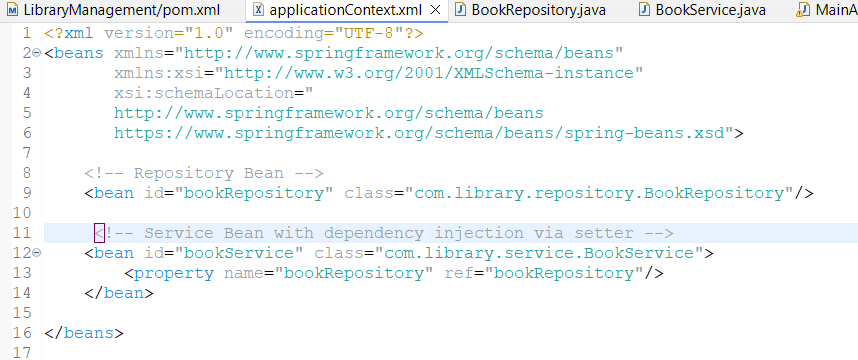 LibraryManagement/pom.xml applicationContext.xml BookRepository.java BookService.java MainA
1 <?xml version="1.0" encoding="UTF-8"?>
2 <beans xmlns="http://www.springframework.org/schema/beans"
3 xmlns:xsi="http://www.w3.org/2001/XMLSchema-instance"
4 xsi:schemaLocation="
5 http://www.springframework.org/schema/beans
6 https://www.springframework.org/schema/beans/spring-beans.xsd">
7
8 <!-- Repository Bean -->
9 <bean id="bookRepository" class="com.library.repository.BookRepository"/>
10
11 <!-- Service Bean with dependency injection via setter -->
12 <bean id="bookService" class="com.library.service.BookService">
13 <property name="bookRepository" ref="bookRepository"/>
14 </bean>
15
16 </beans>
17